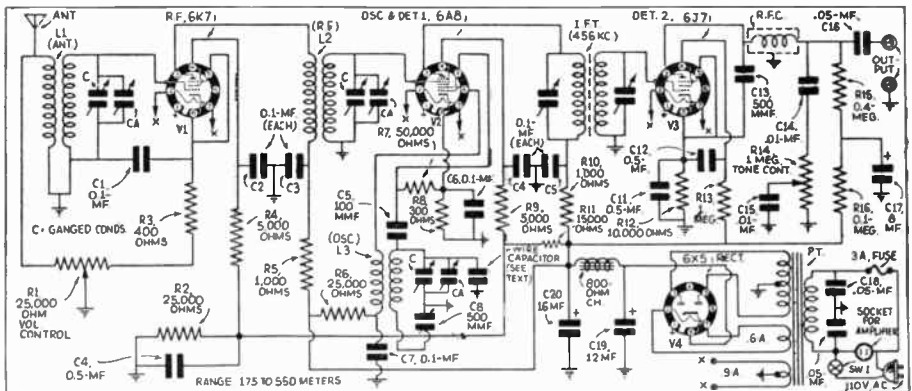 ANT
L1
(ANT.)
R.F, 6K7)
(R F)
L2
OSC & DET 1, 6A8)
I F T
(456 KC)
DET. 2, 6J7)
R.F.C.
.05-MF.
C16
OUT-
PUT
C
CA
V1
X
X
C1,
0.1-
MF
R3,
400
OHMS
C = GANGED CONDS.
R1
25,000
OHM
VOL
CONTROL
R2
25,000
OHMS
C4,
0.5-MF
0.1-MF
(EACH)
C2
C3
R4,
5,000
OHMS
R5,
1,000
OHMS
R6,
25,000
OHMS
C
CA
R7, 50,000
OHMS)
X
V2
X
C5,
100
MMF
R8,
300
OHMS
C6, 0.1-MF
(OSC)
L3
C
CA
C8
500
MMF
C7, 0.1-MF
WIRE
CAPACITOR
(SEE
TEXT)
0.1-
MF
(EACH)
C4
C5
R9,
5,000
OHMS
R10,
1,000
OHMS
R11
15000
OHMS
X
V3
X
C12,
0.5-MF
C11,
0.5-MF
R12,
10,000 OHMS
R13
1
MEG.
C13,
500
MMF.
C14,
.01-MF
R14
1 MEG.
TONE CONT.
C15
.01
MF
R15,
0.4-
MEG.
R16,
0.1-
MEG.
C17,
8
MF
C20
16 MF
800-
OHM
CH.
C19,
12 MF
6X5, RECT.
V4
.6A
.9A
X
X
P.T.
3A, FUSE
C18,
.05-MF
SOCKET
FOR
AMPLIFIER
.05
MF.
SW 1
110V, AC
RANGE 175 TO 550 METERS